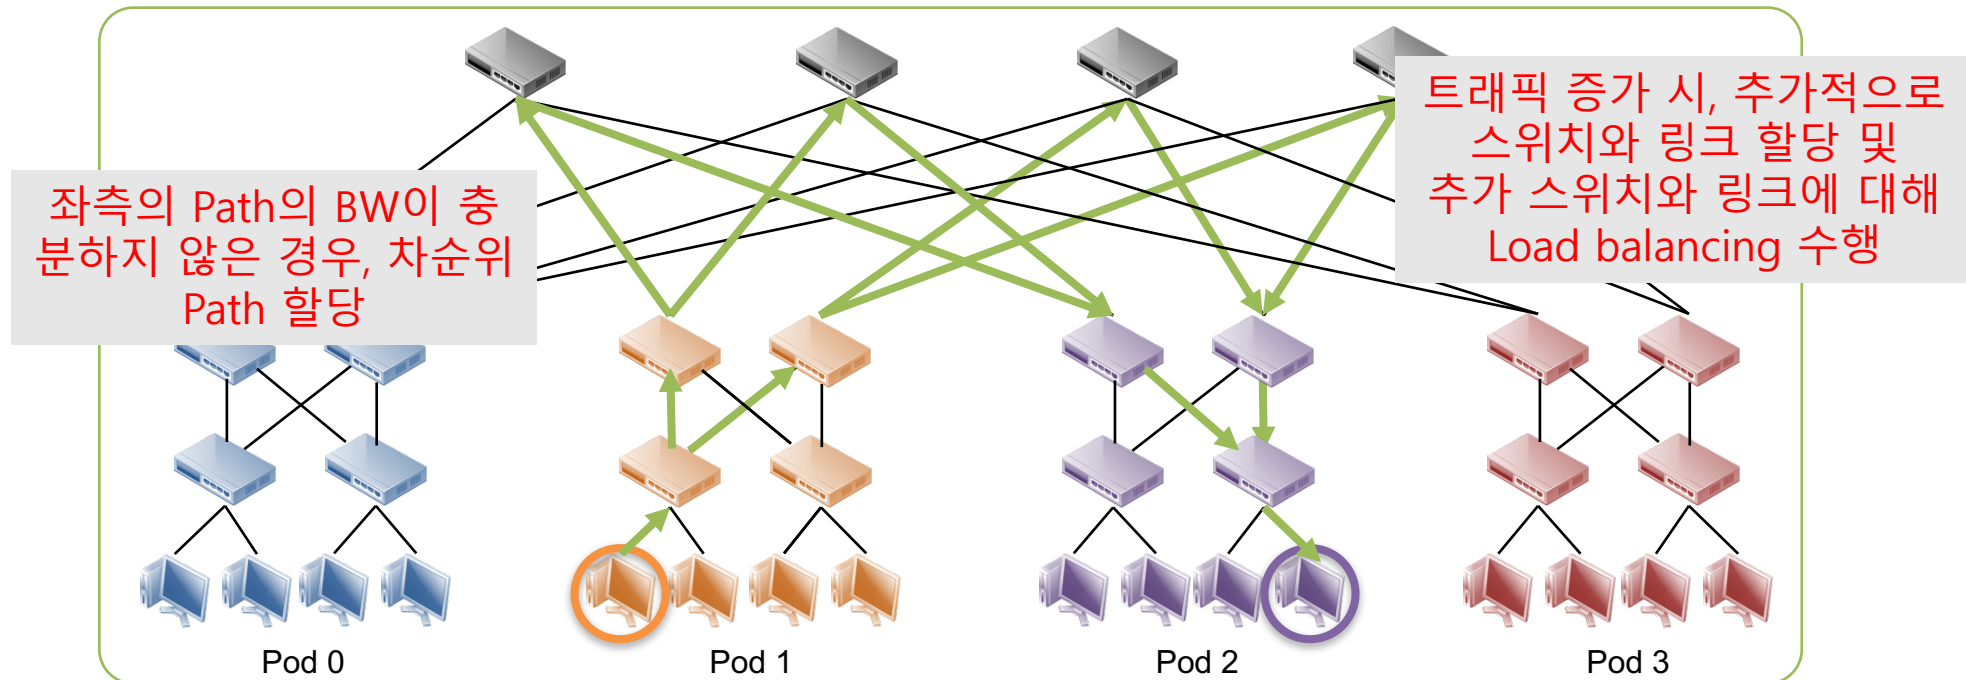 트래픽 증가 시, 추가적으로
스위치와 링크 할당 및
추가 스위치와 링크에 대해
Load balancing 수행
좌측의 Path의 BW이 충
분하지 않은 경우, 차순위
Path 할당
Pod 0
Pod 1
Pod 2
Pod 3